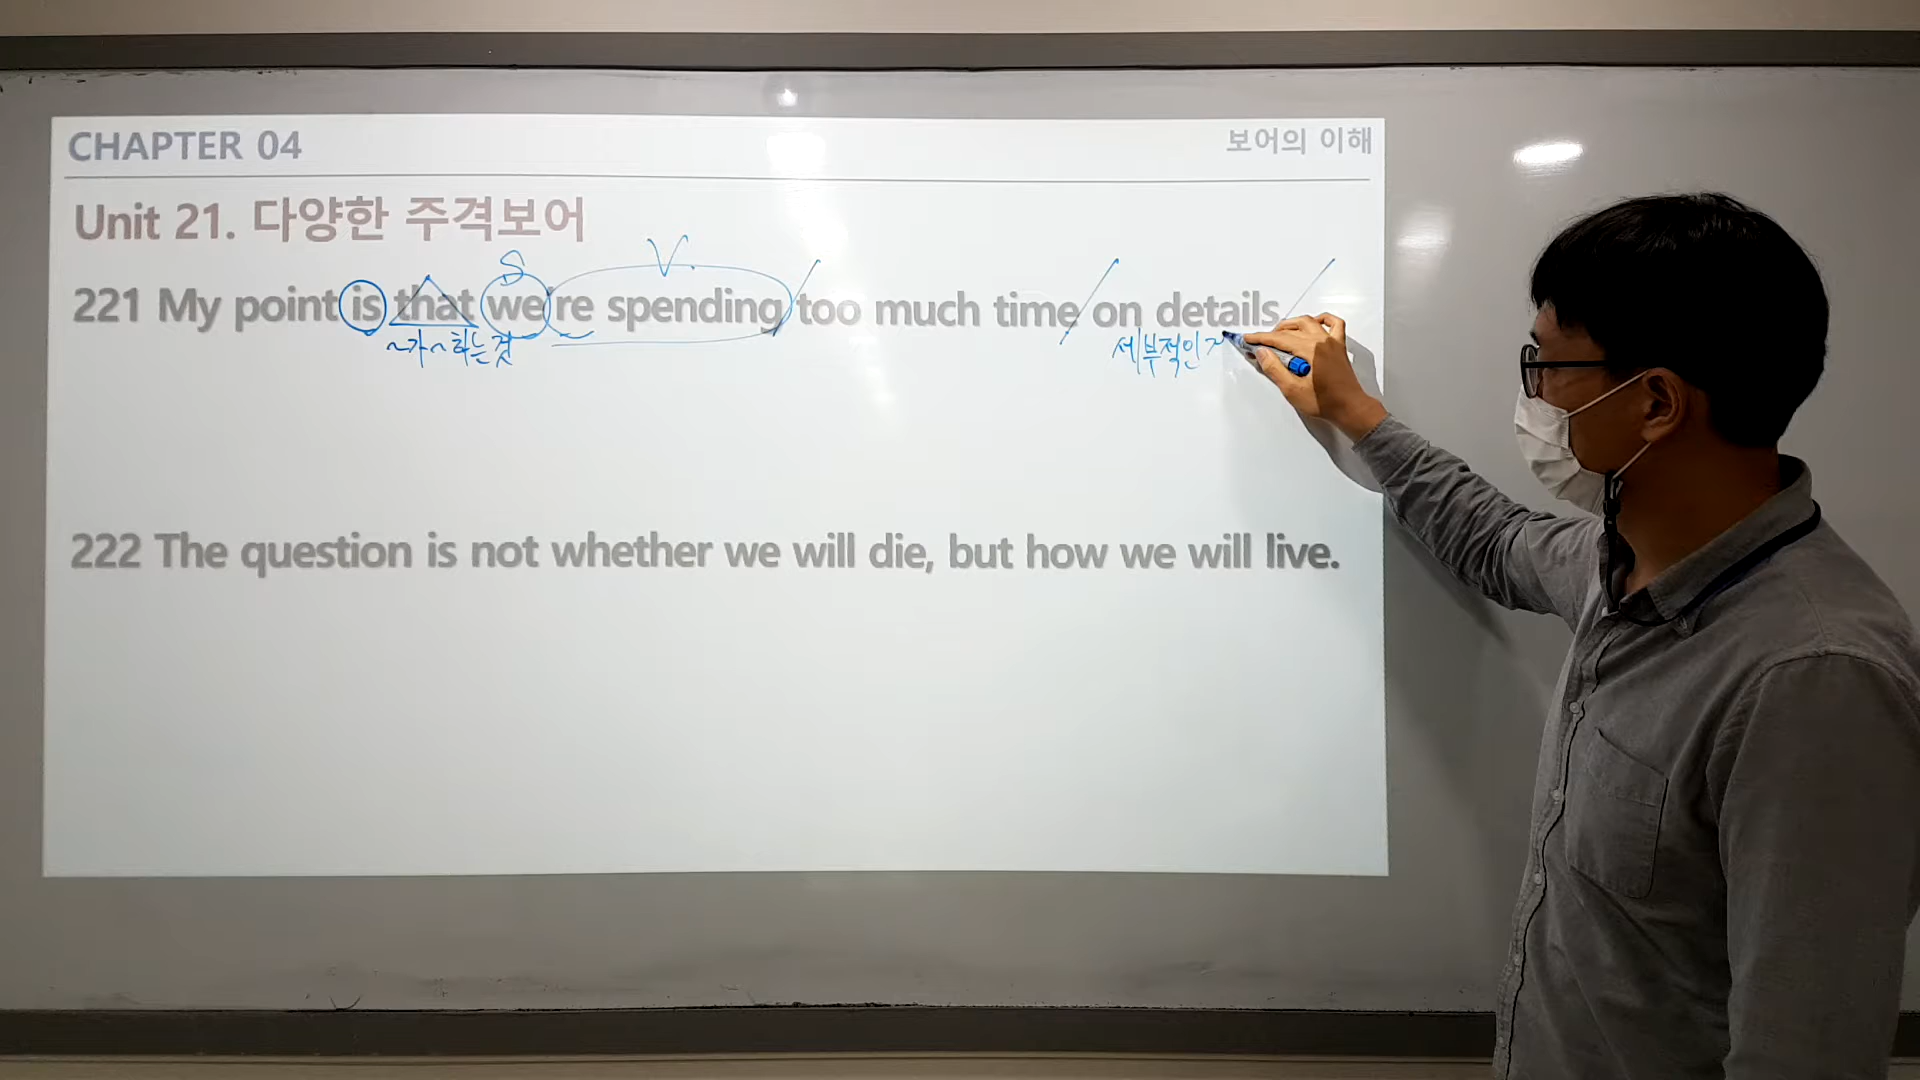 CHAPTER 04
보어의 이해
Unit 21. 다양한 주격보어
S
V.
221 My point is that we're spending too much time on details
~가 ~하는 것
세부적인
222 The question is not whether we will die, but how we will live.